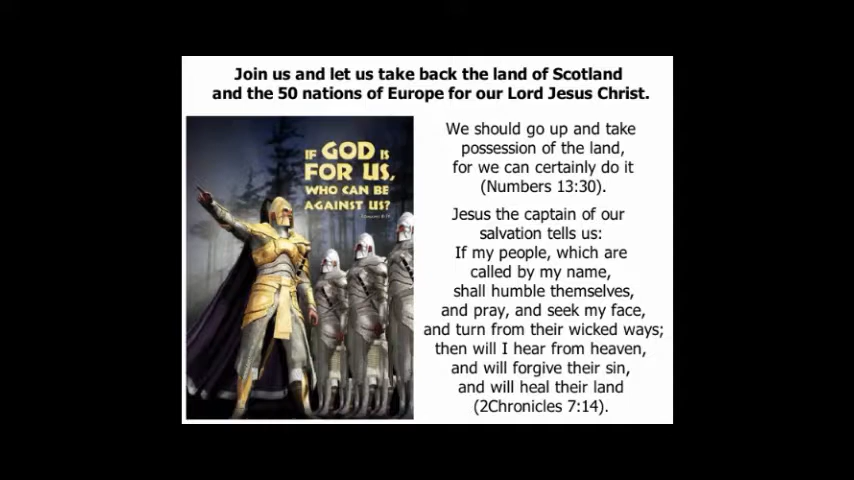 Join us and let us take back the land of Scotland
and the 50 nations of Europe for our Lord Jesus Christ.
IF GOD IS
FOR US,
WHO CAN BE
AGAINST US?
We should go up and take
possession of the land,
for we can certainly do it
(Numbers 13:30).
Jesus the captain of our
salvation tells us:
If my people, which are
called by my name,
shall humble themselves,
and pray, and seek my face,
and turn from their wicked ways;
then will I hear from heaven,
and will forgive their sin,
and will heal their land
(2Chronicles 7:14).